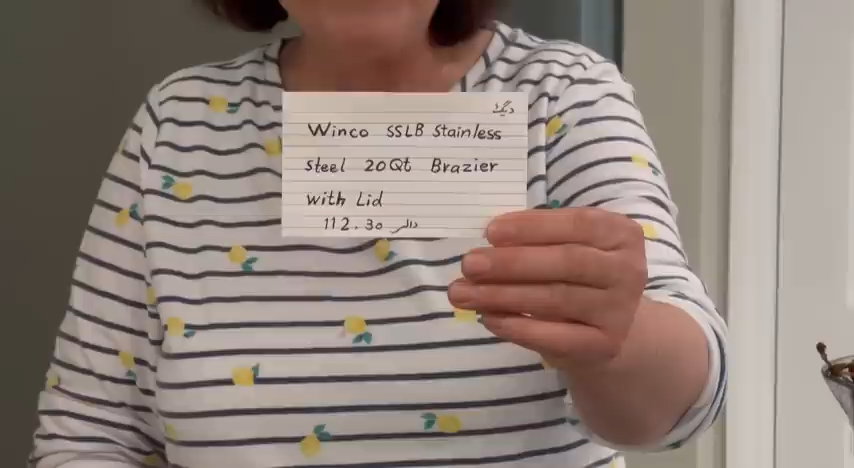 دیگ
Winco SSLB Stainless
steel 20Qt Brazier
with Lid
112.30 دلار